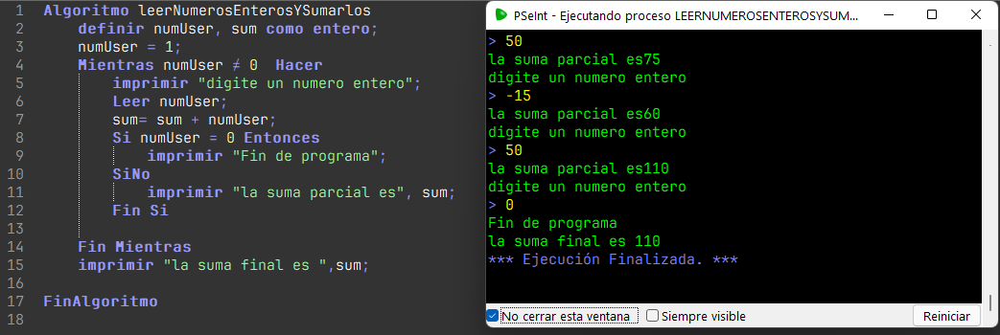 1 Algoritmo leerNumerosEnterosYSumarlos
2 definir numUser, sum como entero;
3 numUser = 1;
4 Mientras numUser ≠ 0 Hacer
5 imprimir "digite un numero entero";
6 Leer numUser;
7 sum= sum + numUser;
8 Si numUser = 0 Entonces
9 imprimir "Fin de programa";
10 SiNo
11 imprimir "la suma parcial es", sum;
12 Fin Si
13
14 Fin Mientras
15 imprimir "la suma final es ",sum;
16
17 FinAlgoritmo
18
PSeInt - Ejecutando proceso LEERNUMEROSENTEROSYSUM...
> 50
la suma parcial es75
digite un numero entero
> -15
la suma parcial es60
digite un numero entero
> 50
la suma parcial es110
digite un numero entero
> 0
Fin de programa
la suma final es 110
*** Ejecución Finalizada. ***
No cerrar esta ventana Siempre visible Reiniciar